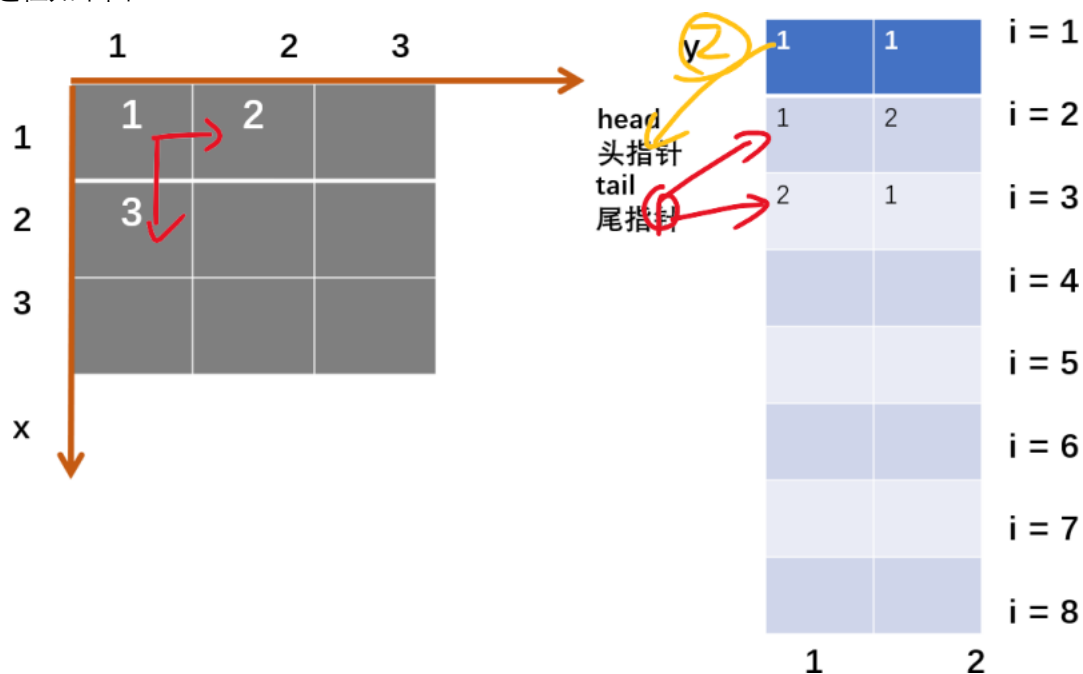 1 2 3
1
2
3
x
1 2
3
y 2
head
头指针
tail
尾指针
1 1 i = 1
1 2 i = 2
2 1 i = 3
i = 4
i = 5
i = 6
i = 7
i = 8
1 2